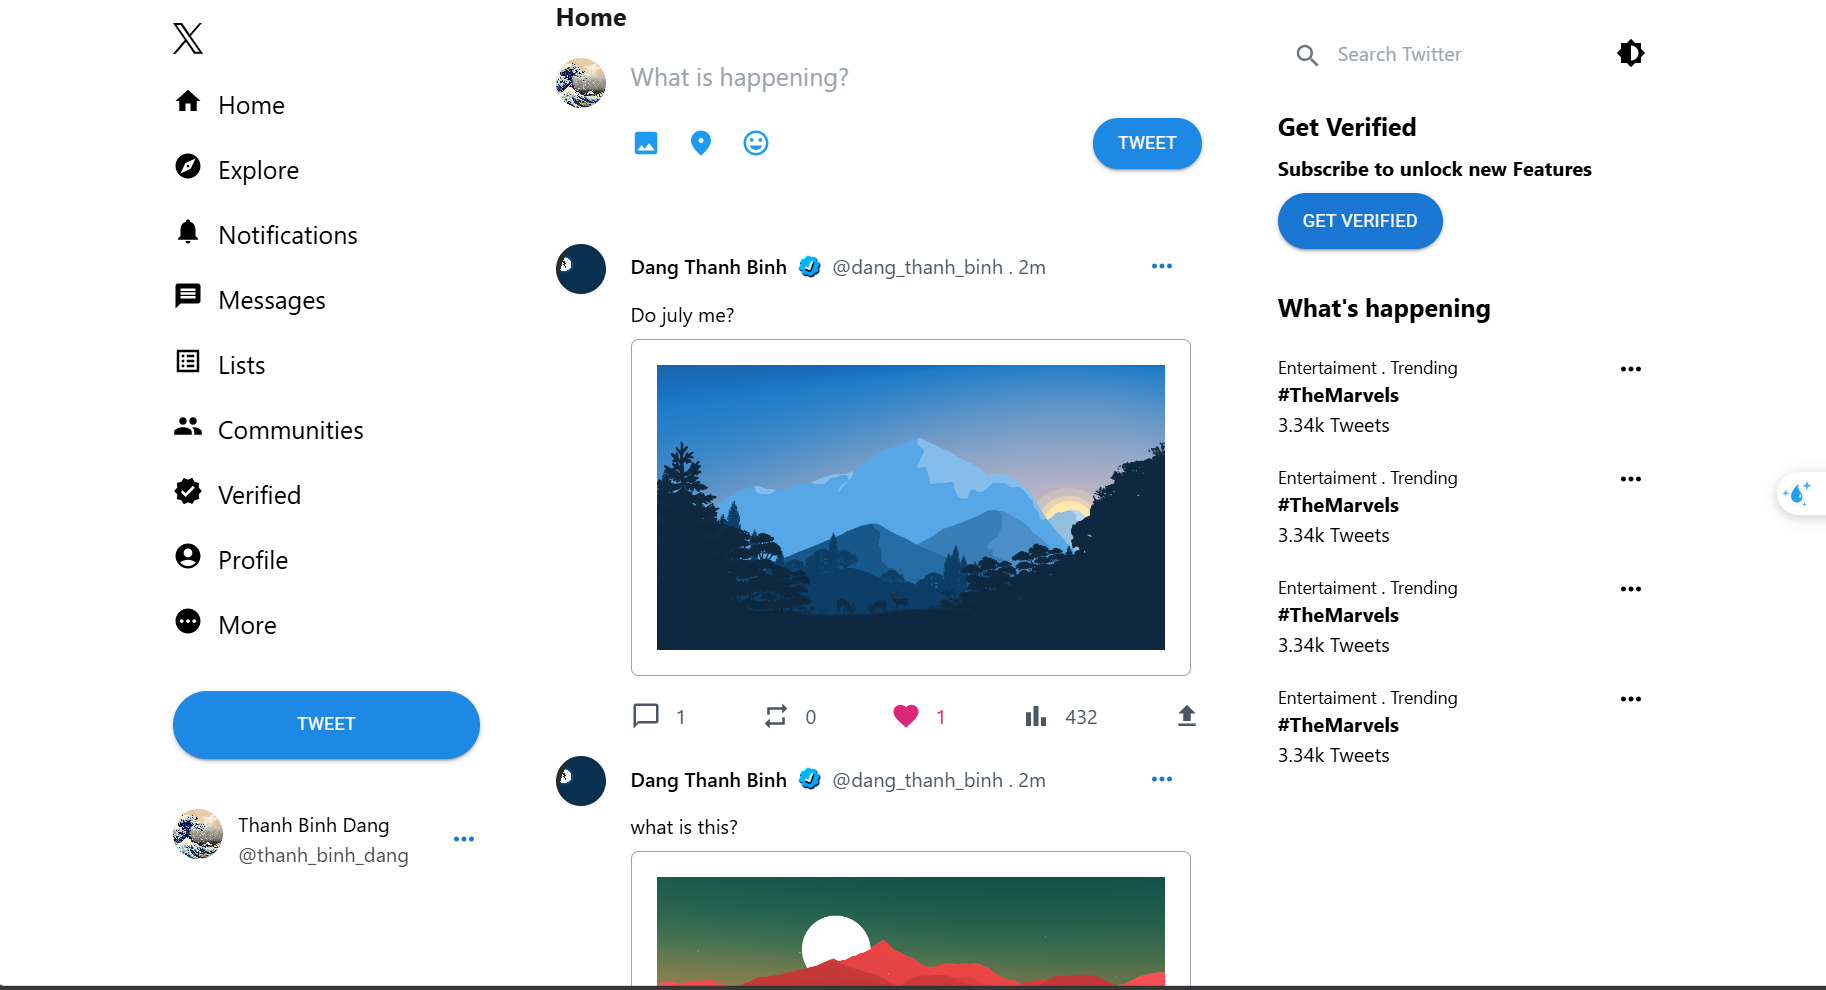 Home
Explore
Notifications
Messages
Lists
Communities
Verified
Profile
More
TWEET
Thanh Binh Dang
@thanh_binh_dang
Home
What is happening?
TWEET
Dang Thanh Binh @dang_thanh_binh . 2m
Do july me?
1 0 1 432
Dang Thanh Binh @dang_thanh_binh . 2m
what is this?
Search Twitter
Get Verified
Subscribe to unlock new Features
GET VERIFIED
What's happening
Entertaiment . Trending
#TheMarvels
3.34k Tweets
Entertaiment . Trending
#TheMarvels
3.34k Tweets
Entertaiment . Trending
#TheMarvels
3.34k Tweets
Entertaiment . Trending
#TheMarvels
3.34k Tweets